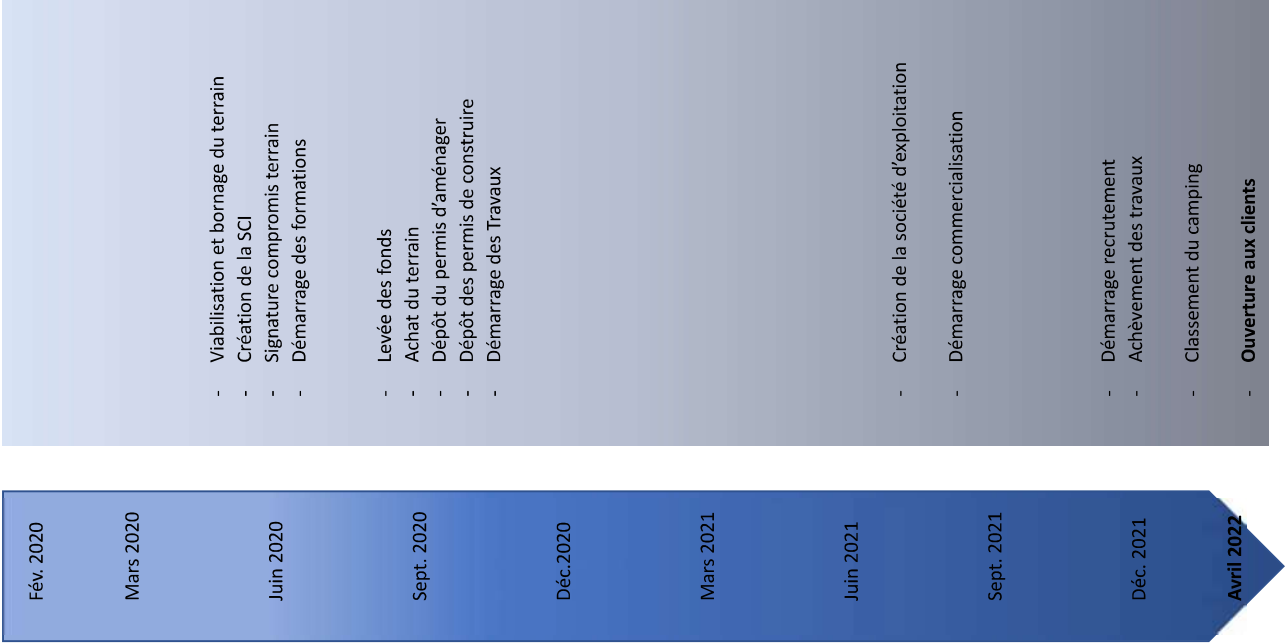 - Viabilisation et bornage du terrain
- Création de la SCI
- Signature compromis terrain
- Démarrage des formations
- Levée des fonds
- Achat du terrain
- Dépôt du permis d’aménager
- Dépôt des permis de construire
- Démarrage des Travaux
- Création de la société d’exploitation
- Démarrage commercialisation
- Démarrage recrutement
- Achèvement des travaux
- Classement du camping
- Ouverture aux clients
Fév. 2020
Mars 2020
Juin 2020
Sept. 2020
Déc.2020
Mars 2021
Juin 2021
Sept. 2021
Déc. 2021
Avril 2022